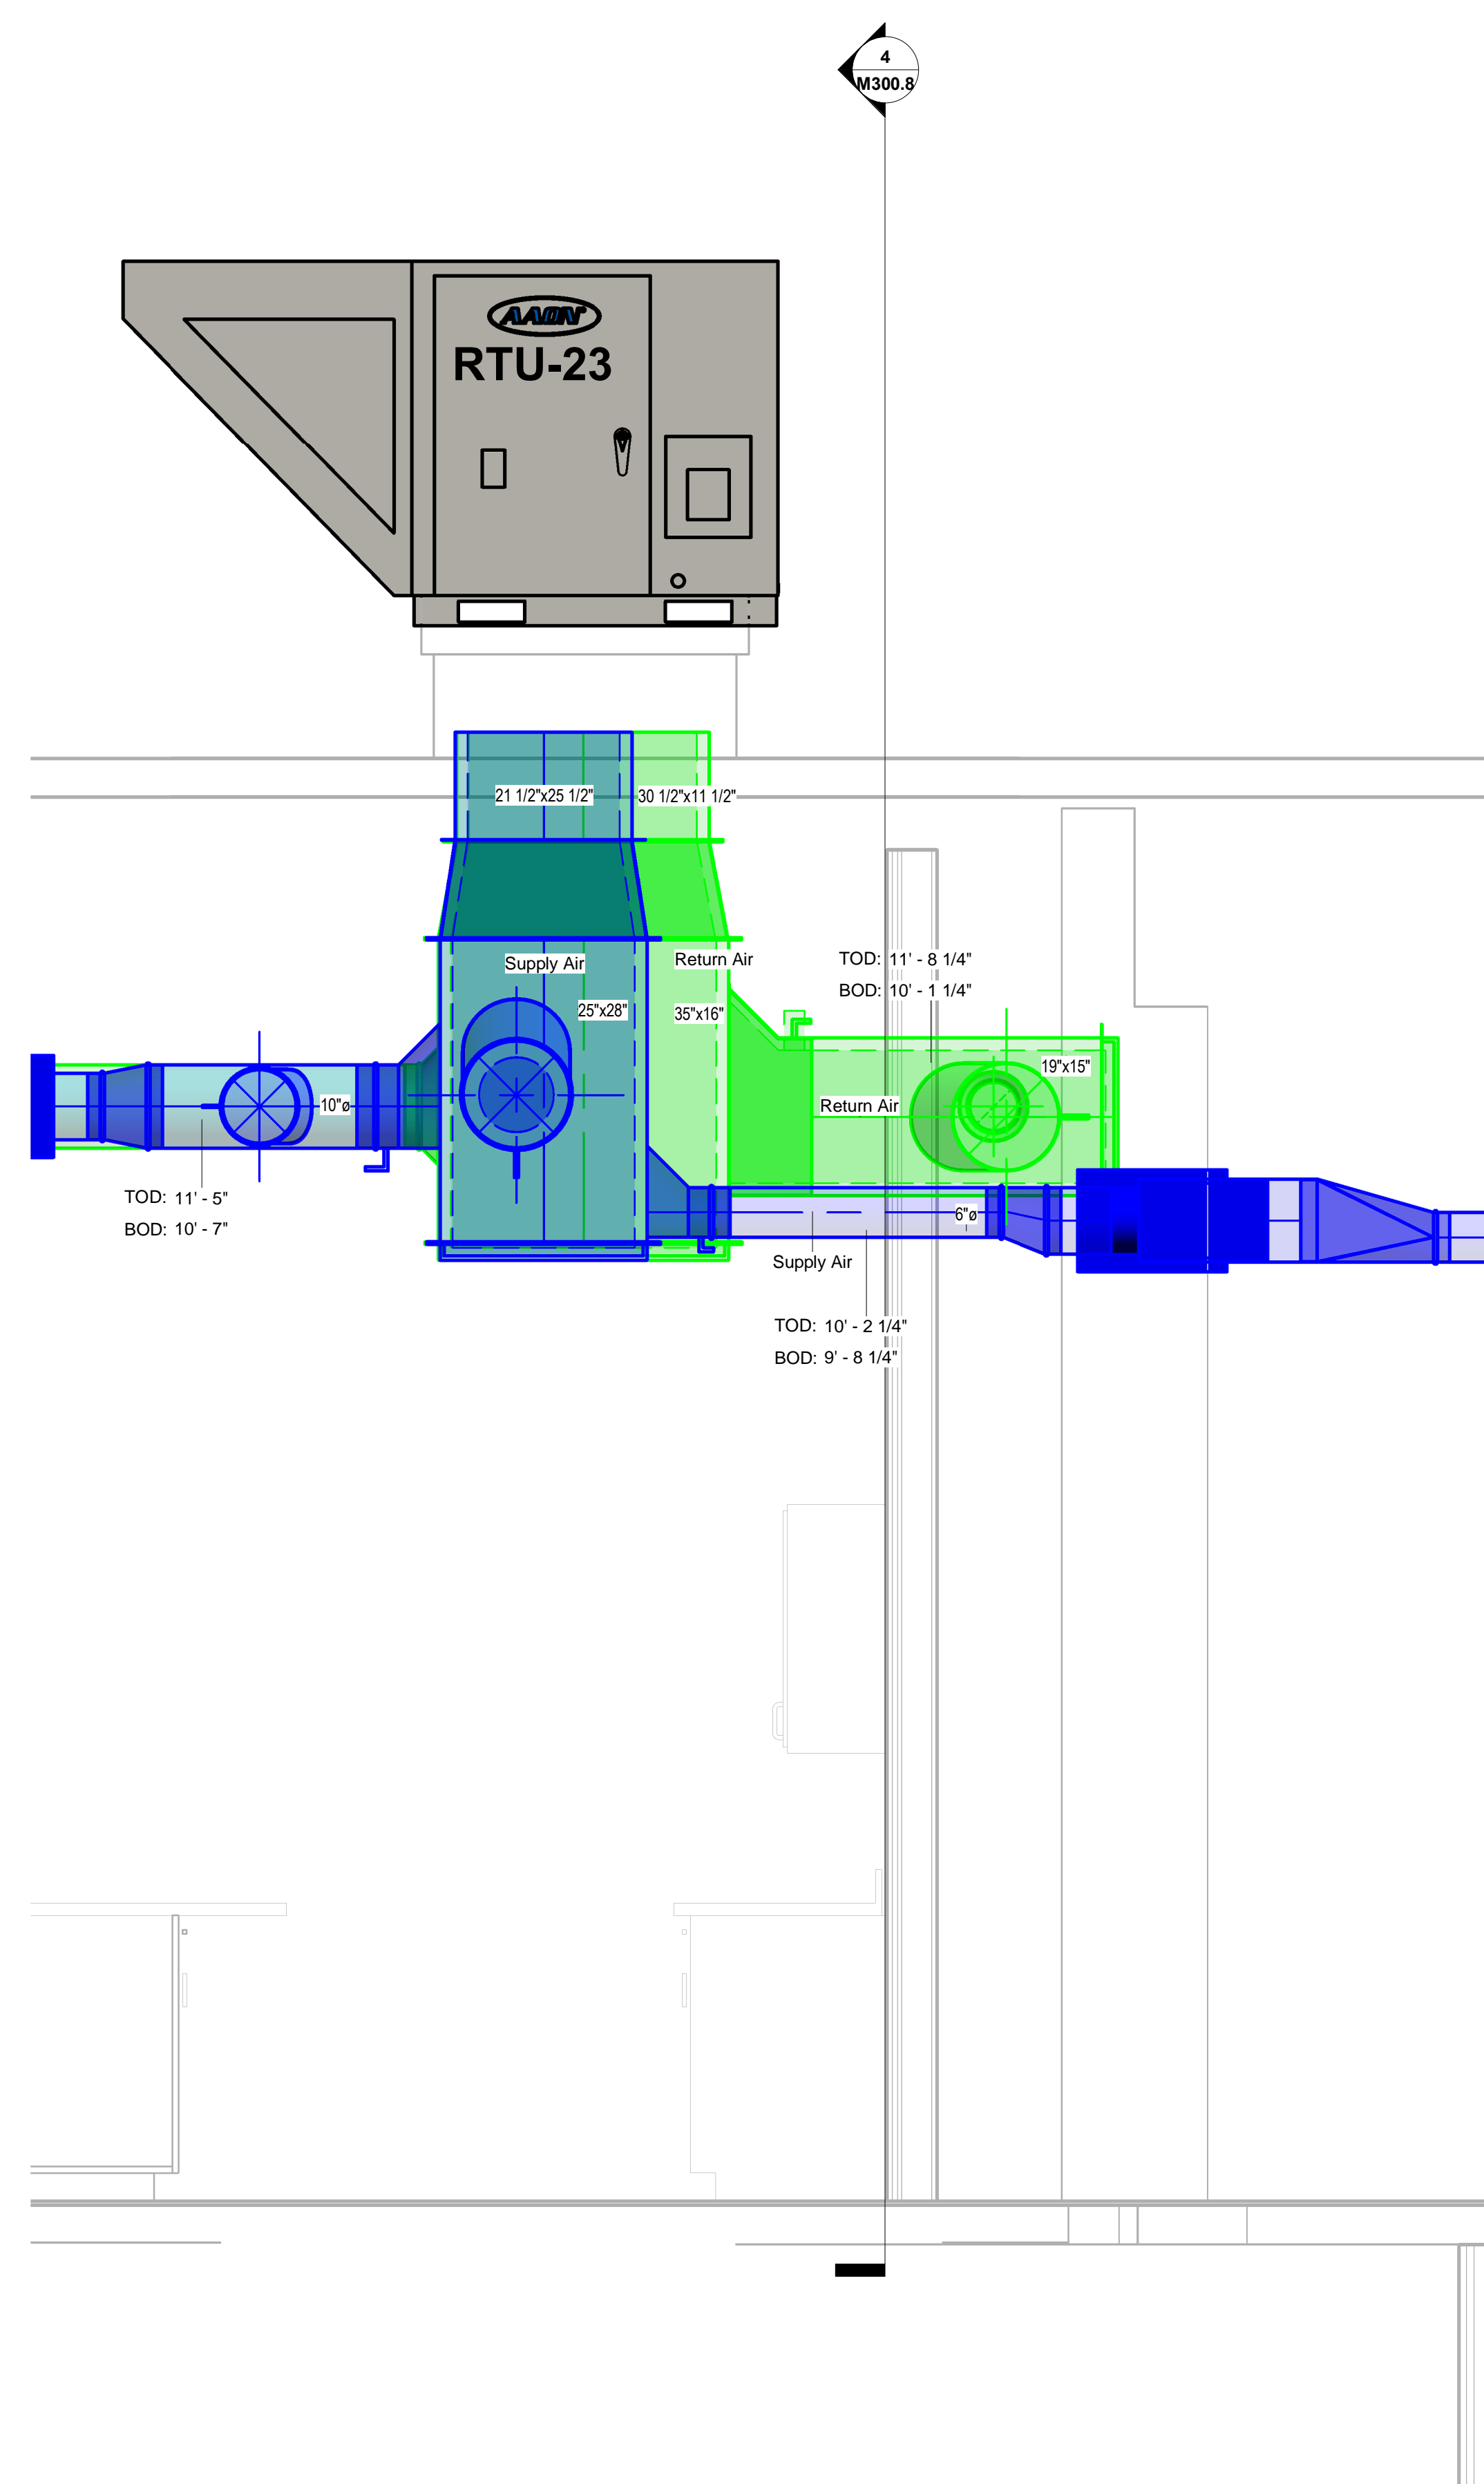 4
M300.8
AAON
RTU-23
21 1/2"x25 1/2"
30 1/2"x11 1/2"
Supply Air
Return Air
25"x28"
35"x16"
TOD: 11' - 8 1/4"
BOD: 10' - 1 1/4"
19"x15"
10"ø
Return Air
TOD: 11' - 5"
BOD: 10' - 7"
6"ø
Supply Air
TOD: 10' - 2 1/4"
BOD: 9' - 8 1/4"